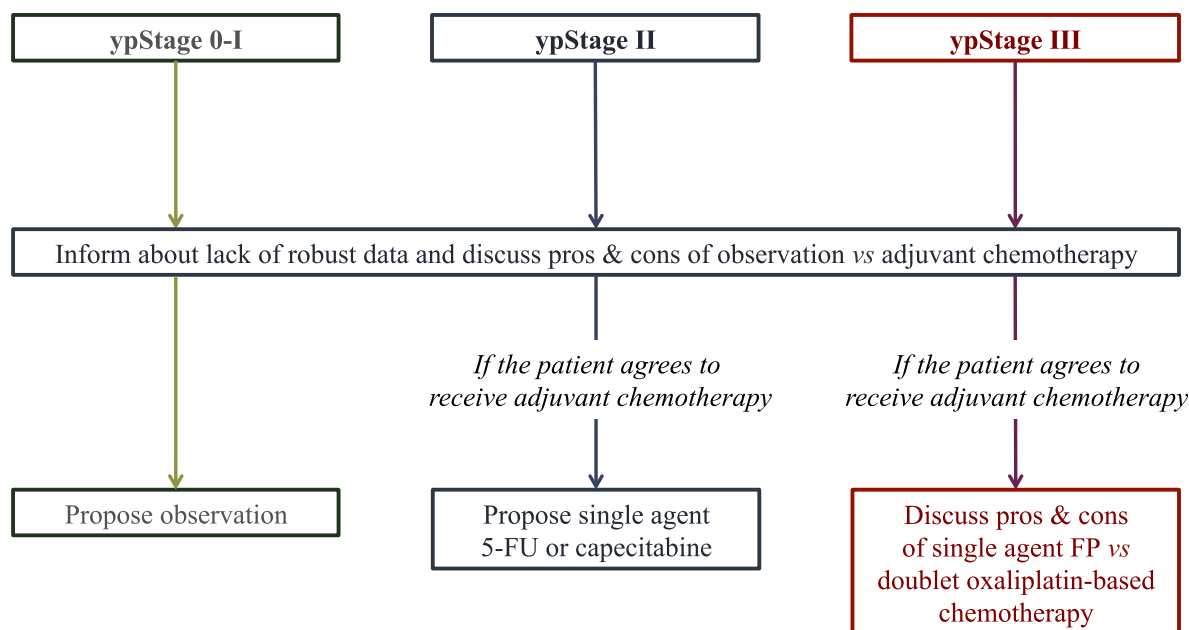 ypStage 0-I
ypStage II
ypStage III
Inform about lack of robust data and discuss pros & cons of observation vs adjuvant chemotherapy
If the patient agrees to
receive adjuvant chemotherapy
If the patient agrees to
receive adjuvant chemotherapy
Propose observation
Propose single agent
5-FU or capecitabine
Discuss pros & cons
of single agent FP vs
doublet oxaliplatin-based
chemotherapy